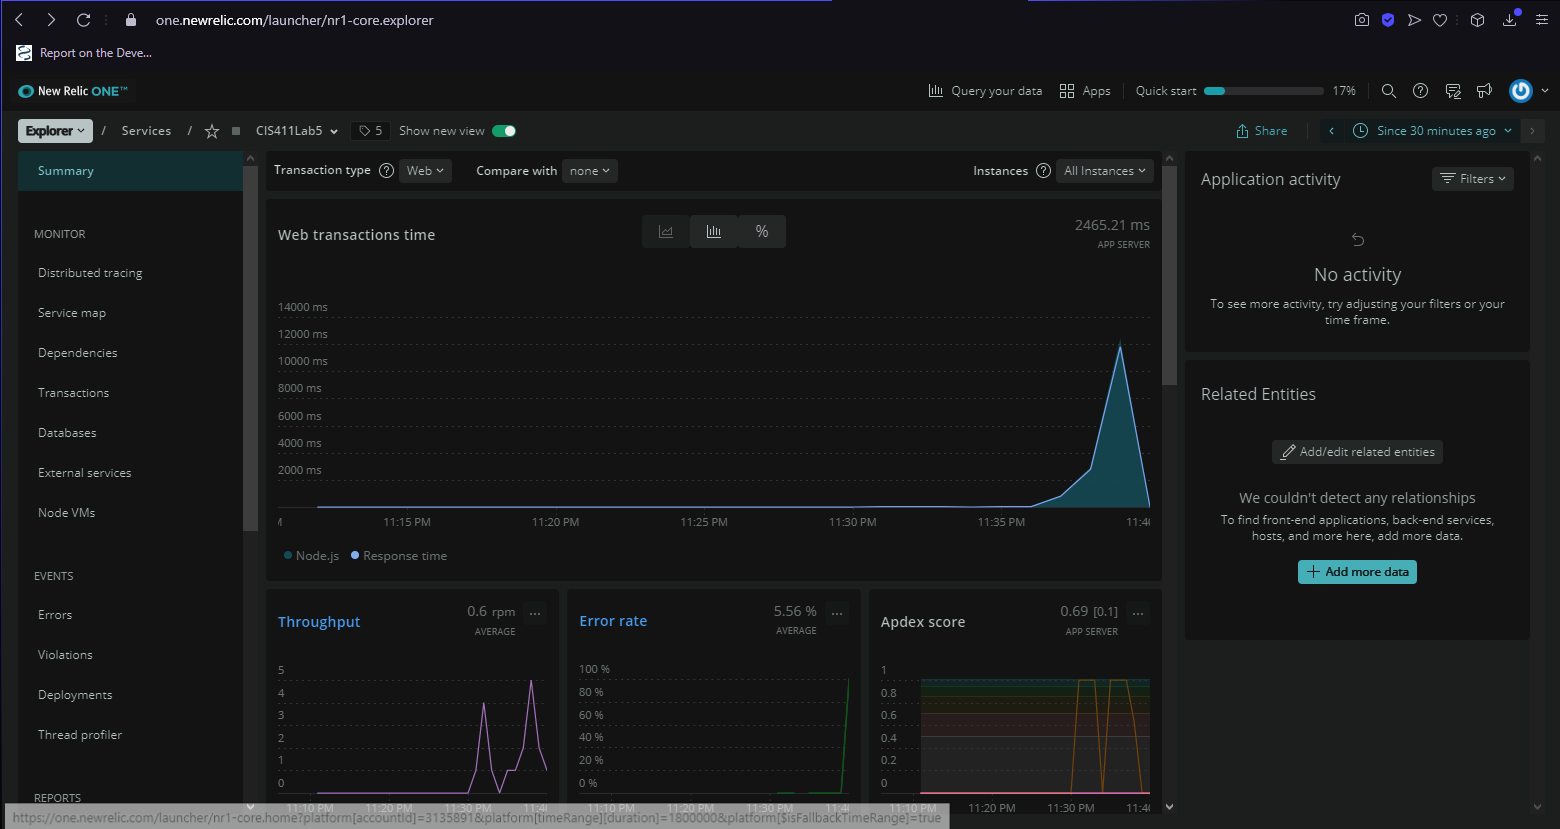 one.newrelic.com/launcher/nr1-core.explorer
Report on the Deve...
New Relic ONE™
Query your data
Apps
Quick start
17%
Explorer
/
Services
/
CIS411Lab5
5
Show new view
Share
Since 30 minutes ago
Summary
MONITOR
Distributed tracing
Service map
Dependencies
Transactions
Databases
External services
Node VMs
EVENTS
Errors
Violations
Deployments
Thread profiler
REPORTS
Transaction type
Web
Compare with
none
Instances
All Instances
Web transactions time
%
2465.21 ms
APP SERVER
14000 ms
12000 ms
10000 ms
8000 ms
6000 ms
4000 ms
2000 ms
11:15 PM
11:20 PM
11:25 PM
11:30 PM
11:35 PM
11:4
Node.js
Response time
Throughput
0.6 rpm
AVERAGE
5
4
3
2
1
0
11:10 PM
11:20 PM
11:30 PM
11:4
Error rate
5.56 %
AVERAGE
100 %
80 %
60 %
40 %
20 %
0 %
11:10 PM
11:20 PM
11:30 PM
11:4
Apdex score
0.69 [0.1]
APP SERVER
1
0.8
0.6
0.4
0.2
0
11:10 PM
11:20 PM
11:30 PM
11:4
Application activity
Filters
No activity
To see more activity, try adjusting your filters or your
time frame.
Related Entities
Add/edit related entities
We couldn't detect any relationships
To find front-end applications, back-end services,
hosts, and more here, add more data.
Add more data
https://one.newrelic.com/launcher/nr1-core.home?platform[accountId]=3135891&platform[timeRange][duration]=1800000&platform[$isFallbackTimeRange]=true